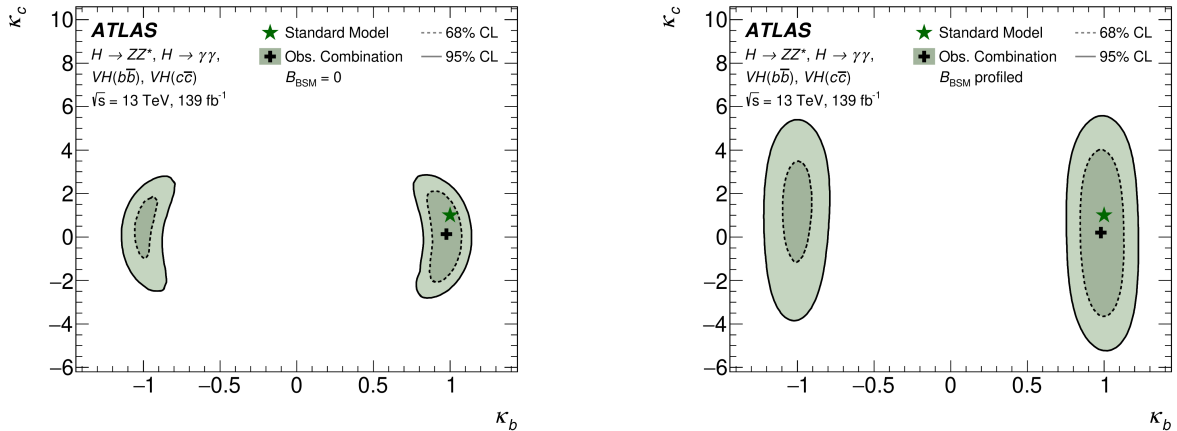 κc
10
8
6
4
2
0
−2
−4
−6
ATLAS
H → ZZ*, H → γγ,
VH(bb̅), VH(cc̅)
√s = 13 TeV, 139 fb⁻¹
Standard Model
Obs. Combination
B_BSM = 0
68% CL
95% CL
−1 −0.5 0 0.5 1
κb
κc
10
8
6
4
2
0
−2
−4
−6
ATLAS
H → ZZ*, H → γγ,
VH(bb̅), VH(cc̅)
√s = 13 TeV, 139 fb⁻¹
Standard Model
Obs. Combination
B_BSM profiled
68% CL
95% CL
−1 −0.5 0 0.5 1
κb